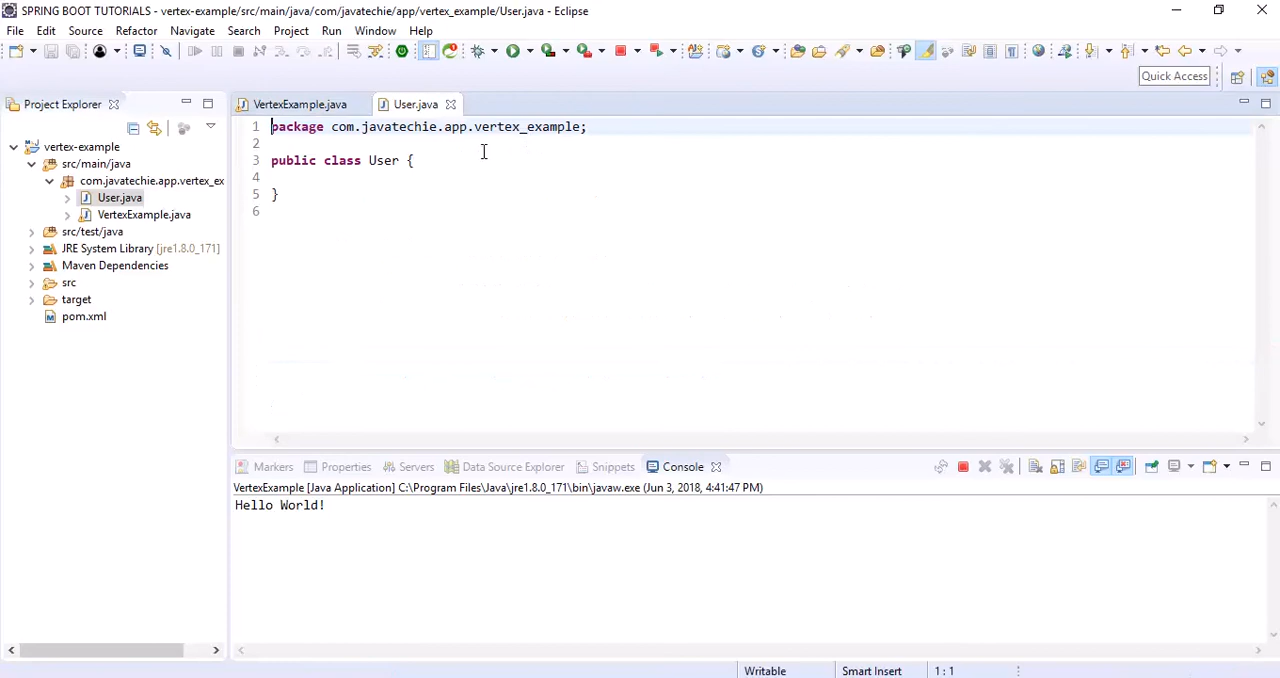 SPRING BOOT TUTORIALS - vertex-example/src/main/java/com/javatechie/app/vertex_example/User.java - Eclipse
File Edit Source Refactor Navigate Search Project Run Window Help
Quick Access
Project Explorer
VertexExample.java User.java
vertex-example
src/main/java
com.javatechie.app.vertex_ex
User.java
VertexExample.java
src/test/java
JRE System Library [jre1.8.0_171]
Maven Dependencies
src
target
pom.xml
1 package com.javatechie.app.vertex_example;
2
3 public class User {
4
5 }
6
Markers Properties Servers Data Source Explorer Snippets Console
VertexExample [Java Application] C:\Program Files\Java\jre1.8.0_171\bin\javaw.exe (Jun 3, 2018, 4:41:47 PM)
Hello World!
Writable Smart Insert 1 : 1